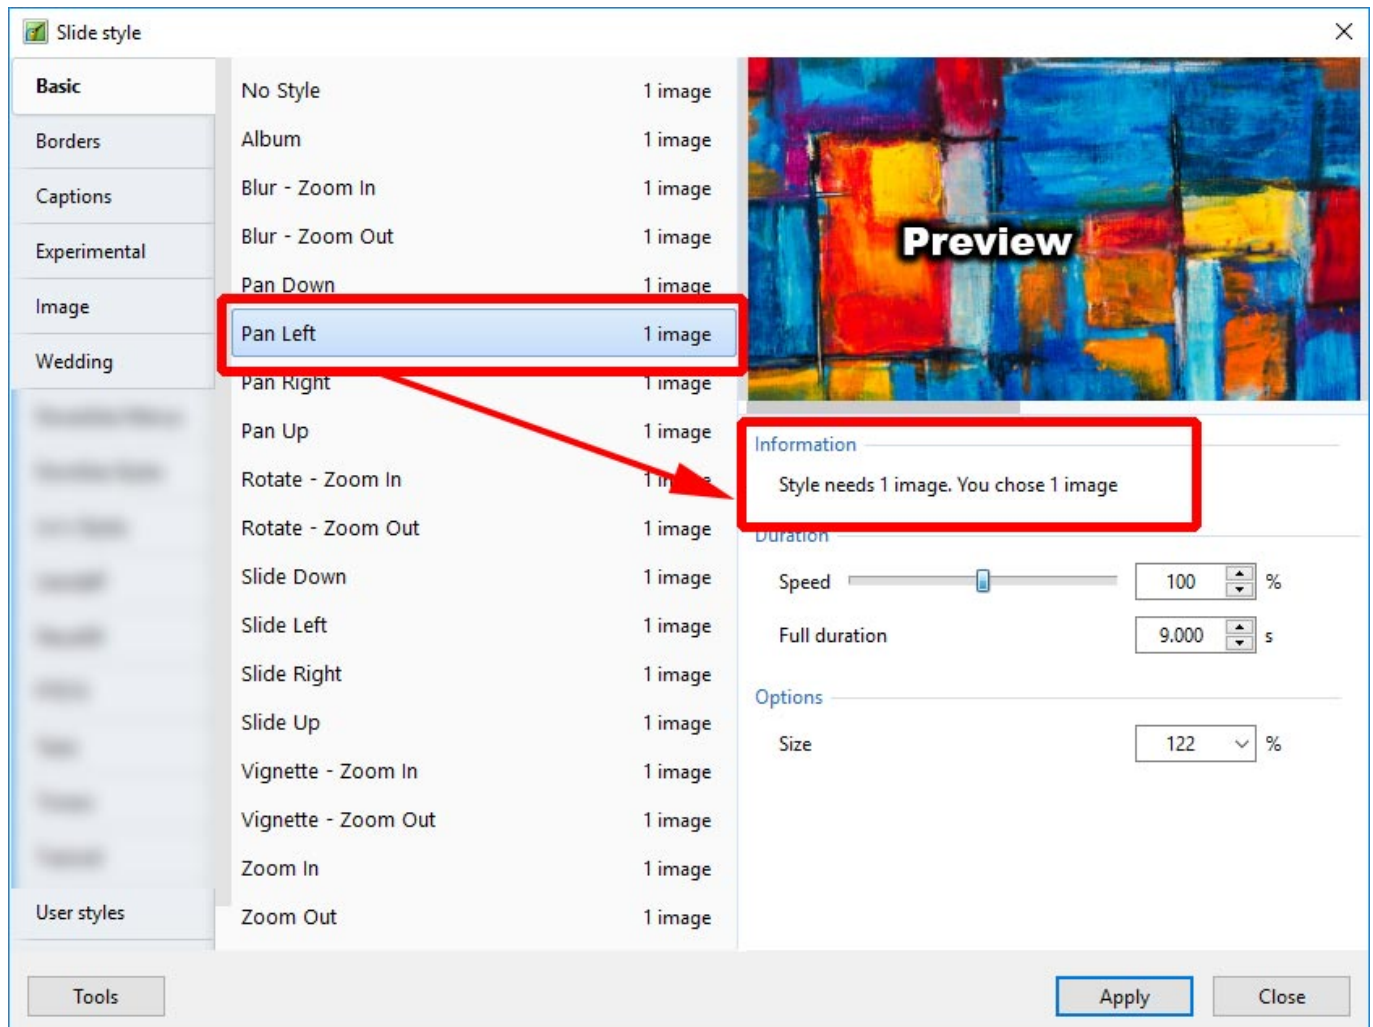 Slide style
Basic
Borders
Captions
Experimental
Image
Wedding
User styles
No Style 1 image
Album 1 image
Blur - Zoom In 1 image
Blur - Zoom Out 1 image
Pan Down 1 image
Pan Left 1 image
Pan Right 1 image
Pan Up 1 image
Rotate - Zoom In 1 image
Rotate - Zoom Out 1 image
Slide Down 1 image
Slide Left 1 image
Slide Right 1 image
Slide Up 1 image
Vignette - Zoom In 1 image
Vignette - Zoom Out 1 image
Zoom In 1 image
Zoom Out 1 image
Preview
Information
Style needs 1 image. You chose 1 image
Duration
Speed 100 %
Full duration 9.000 s
Options
Size 122 %
Tools
Apply
Close